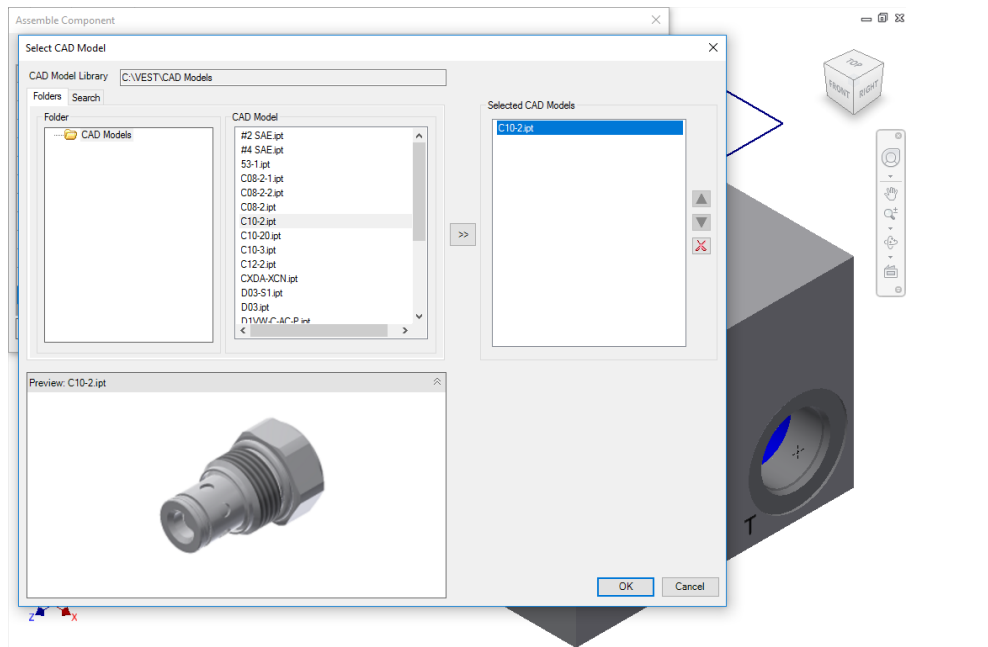 Assemble Component
Select CAD Model
CAD Model Library
C:\VEST\CAD Models
Folders
Search
Folder
CAD Models
CAD Model
#2 SAE.ipt
#4 SAE.ipt
53-1.ipt
C08-2-1.ipt
C08-2-2.ipt
C08-2.ipt
C10-2.ipt
C10-20.ipt
C10-3.ipt
C12-2.ipt
CXDA-XCN.ipt
D03-S1.ipt
D03.ipt
D1VW-C-AC-P.ipt
>>
Selected CAD Models
C10-2.ipt
Preview: C10-2.ipt
OK
Cancel
TOP
FRONT
RIGHT
T
Z
X